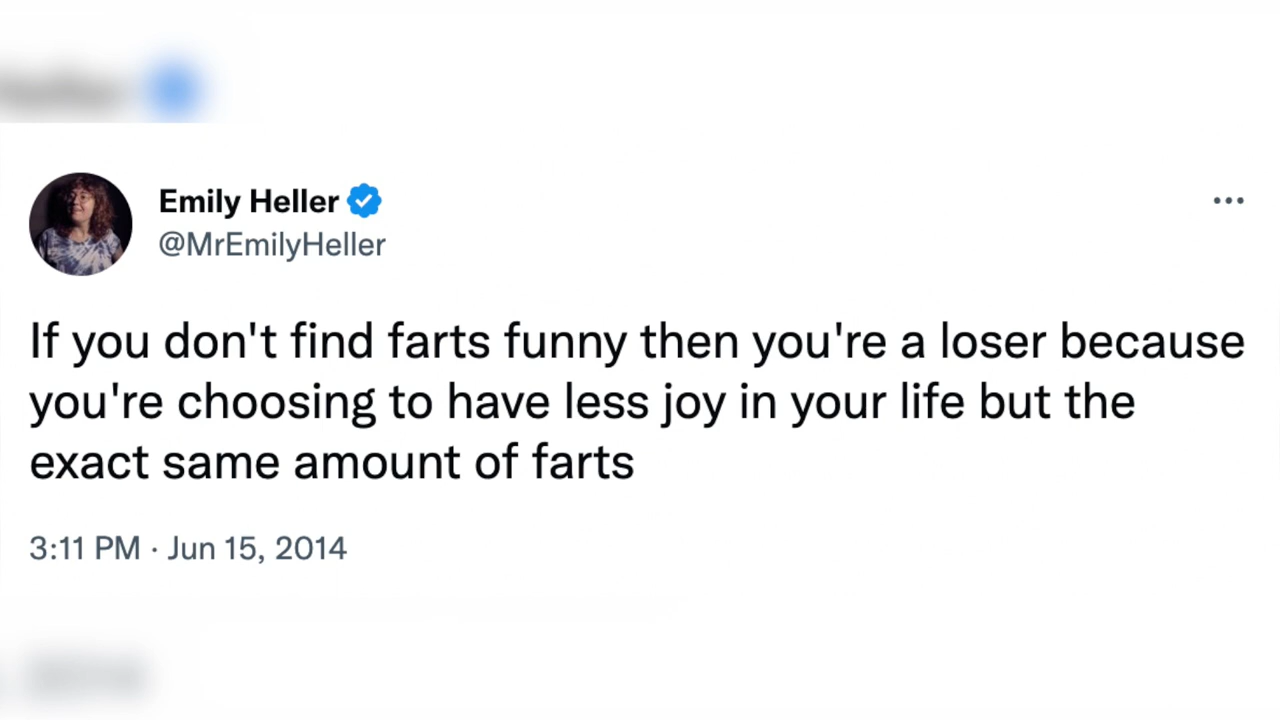 Emily Heller
@MrEmilyHeller
If you don't find farts funny then you're a loser because
you're choosing to have less joy in your life but the
exact same amount of farts
3:11 PM · Jun 15, 2014